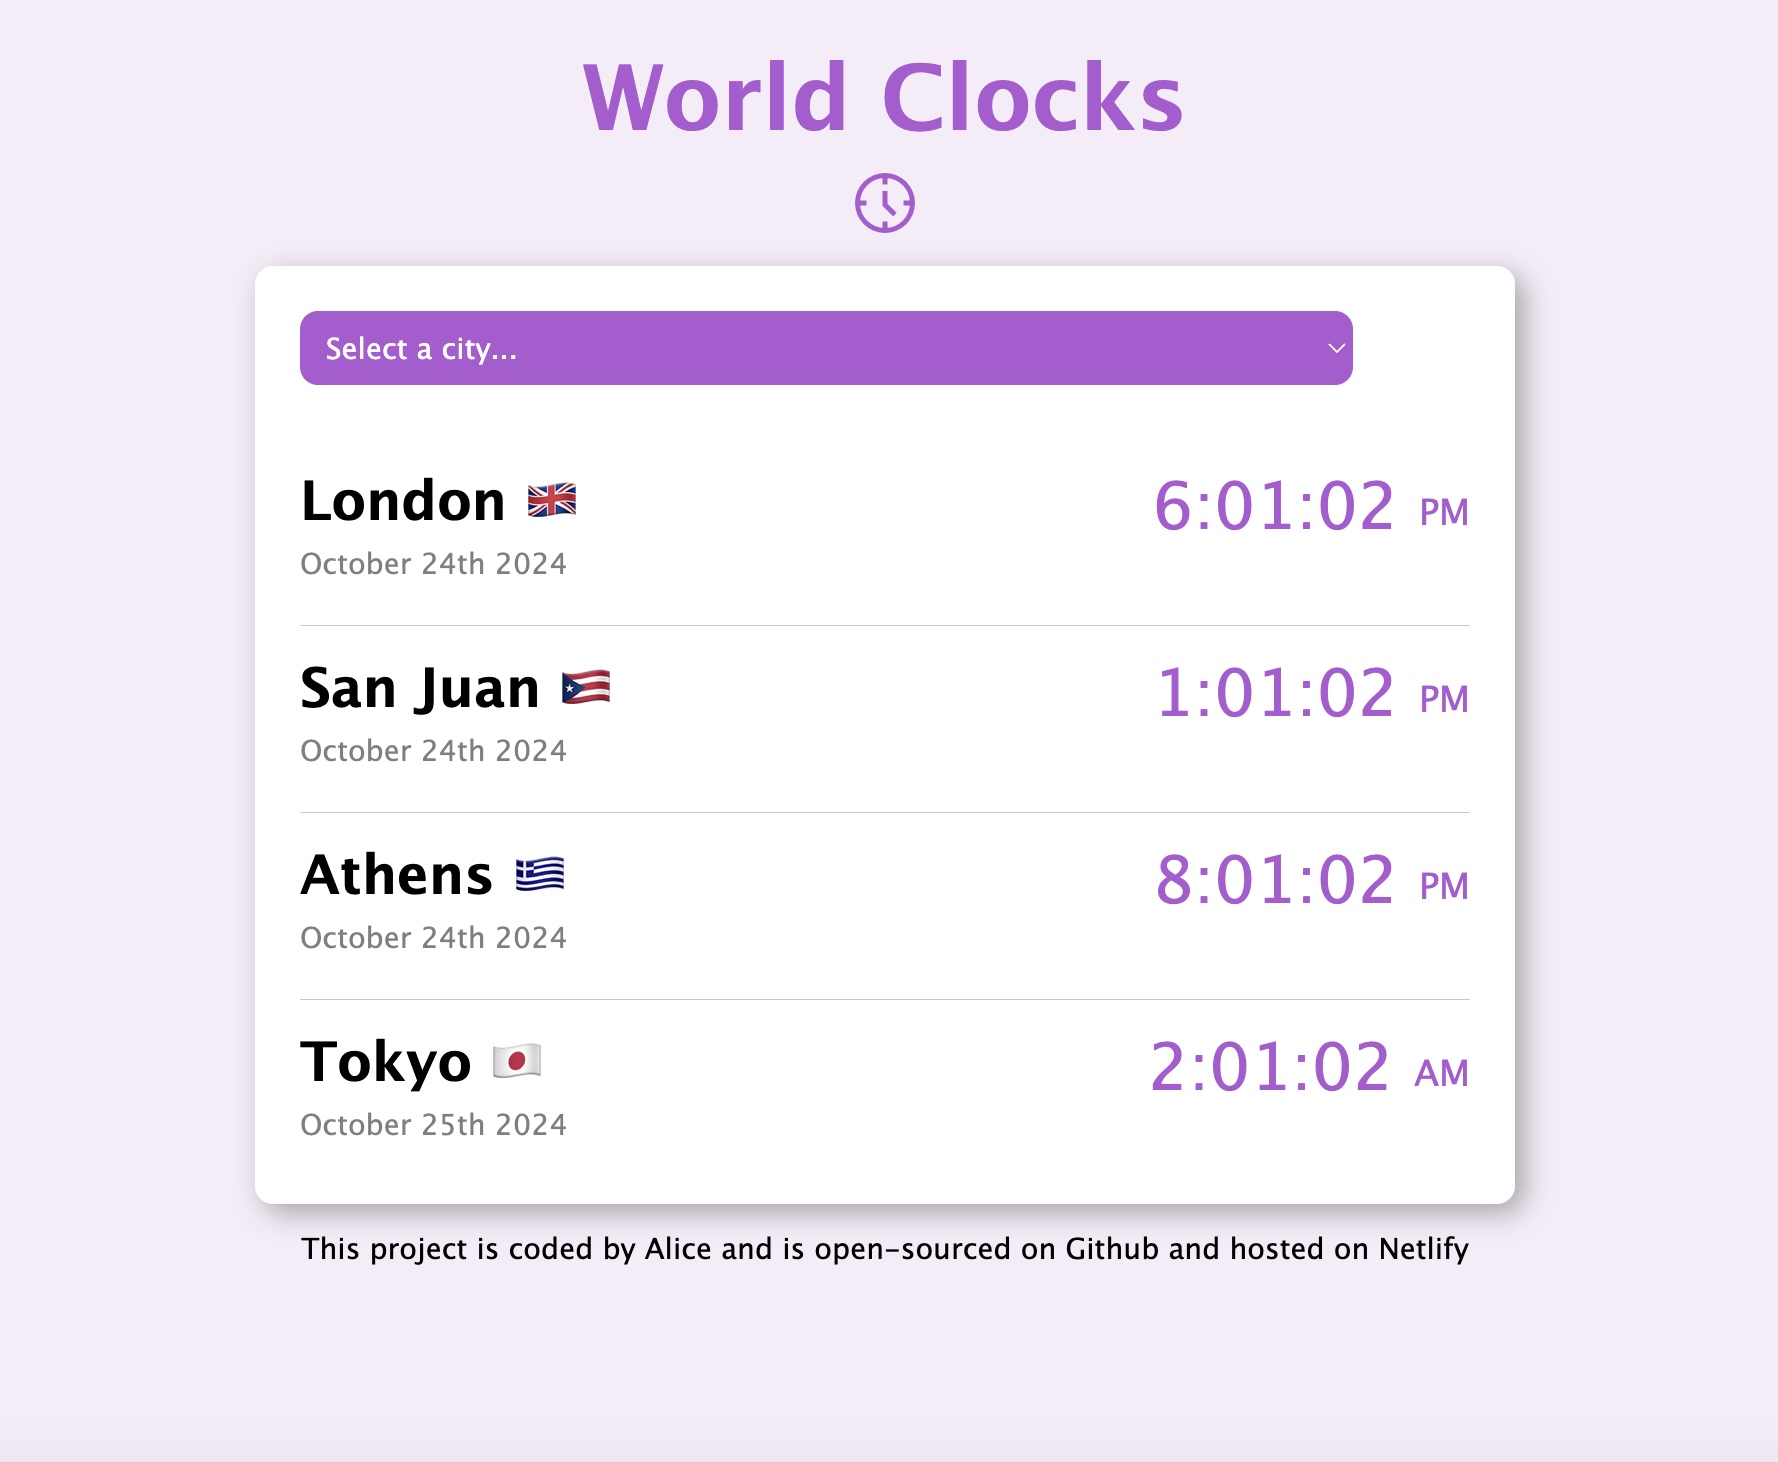 World Clocks
Select a city...
London 🇬🇧
6:01:02 PM
October 24th 2024
San Juan 🇵🇷
1:01:02 PM
October 24th 2024
Athens 🇬🇷
8:01:02 PM
October 24th 2024
Tokyo 🇯🇵
2:01:02 AM
October 25th 2024
This project is coded by Alice and is open-sourced on Github and hosted on Netlify